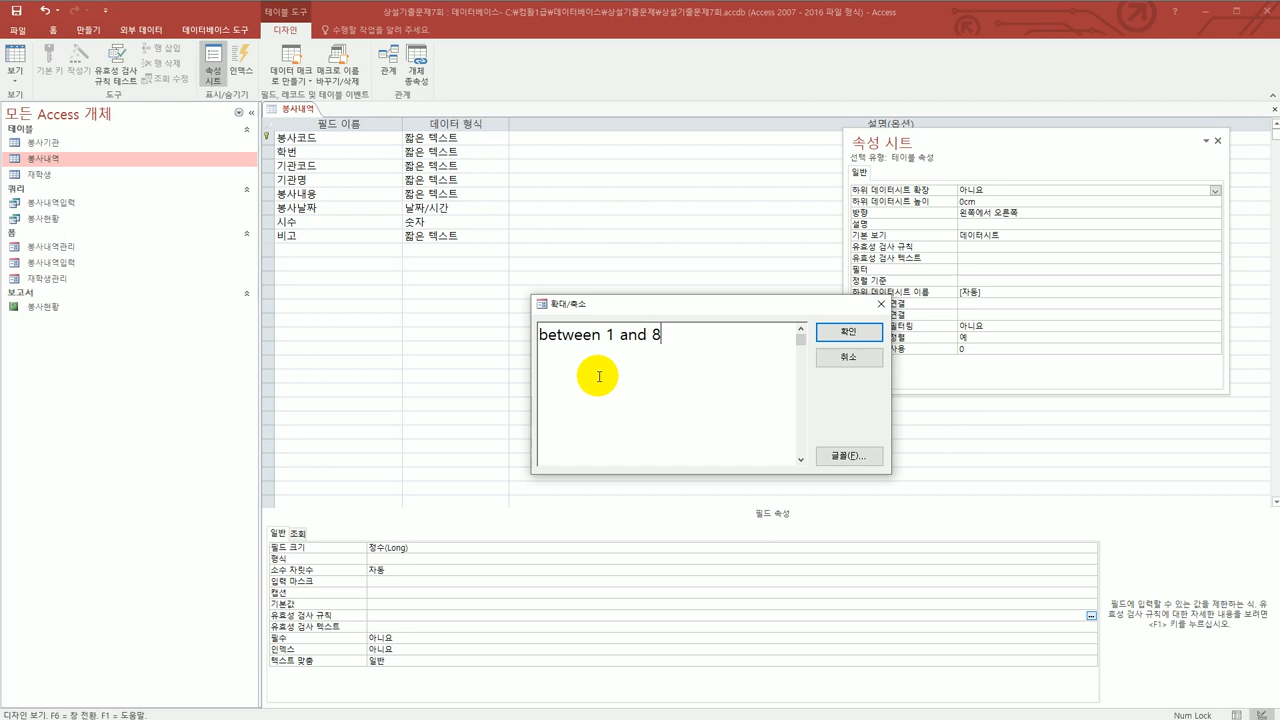 테이블 도구
상설기출문제7회 : 데이터베이스- C:￦컴활1급￦데이터베이스￦상설기출문제￦상설기출문제7회.accdb (Access 2007 - 2016 파일 형식) - Access
파일 홈 만들기 외부 데이터 데이터베이스 도구 디자인 수행할 작업을 알려 주세요.
보기 기본 키 작성기 유효성 검사 규칙 테스트 행 삽입 행 삭제 조회 수정 속성 시트 인덱스 데이터 매크로 만들기 매크로 이름 바꾸기/삭제 관계 개체 종속성
보기 도구 표시/숨기기 필드, 레코드 및 테이블 이벤트 관계
모든 Access 개체
테이블
봉사기관
봉사내역
재학생
쿼리
봉사내역입력
봉사현황
폼
봉사내역관리
봉사내역입력
재학생관리
보고서
봉사현황
봉사내역
필드 이름 데이터 형식 설명(옵션)
봉사코드 짧은 텍스트
학번 짧은 텍스트
기관코드 짧은 텍스트
기관명 짧은 텍스트
봉사내용 짧은 텍스트
봉사날짜 날짜/시간
시수 숫자
비고 짧은 텍스트
속성 시트
선택 유형: 테이블 속성
일반
하위 데이터시트 확장 아니요
하위 데이터시트 높이 0cm
방향 왼쪽에서 오른쪽
설명
기본 보기 데이터시트
유효성 검사 규칙
유효성 검사 텍스트
필터
정렬 기준
하위 데이터시트 이름 [자동]
연결
연결
필터링 아니요
정렬 예
사용 0
확대/축소
between 1 and 8
확인
취소
글꼴(F)...
필드 속성
일반 조회
필드 크기 정수(Long)
형식
소수 자릿수 자동
입력 마스크
캡션
기본값
유효성 검사 규칙
유효성 검사 텍스트
필수 아니요
인덱스 아니요
텍스트 맞춤 일반
필드에 입력할 수 있는 값을 제한하는 식. 유
효성 검사 규칙에 대한 자세한 내용을 보려면
<F1> 키를 누르십시오.
디자인 보기. F6 = 창 전환. F1 = 도움말.
Num Lock